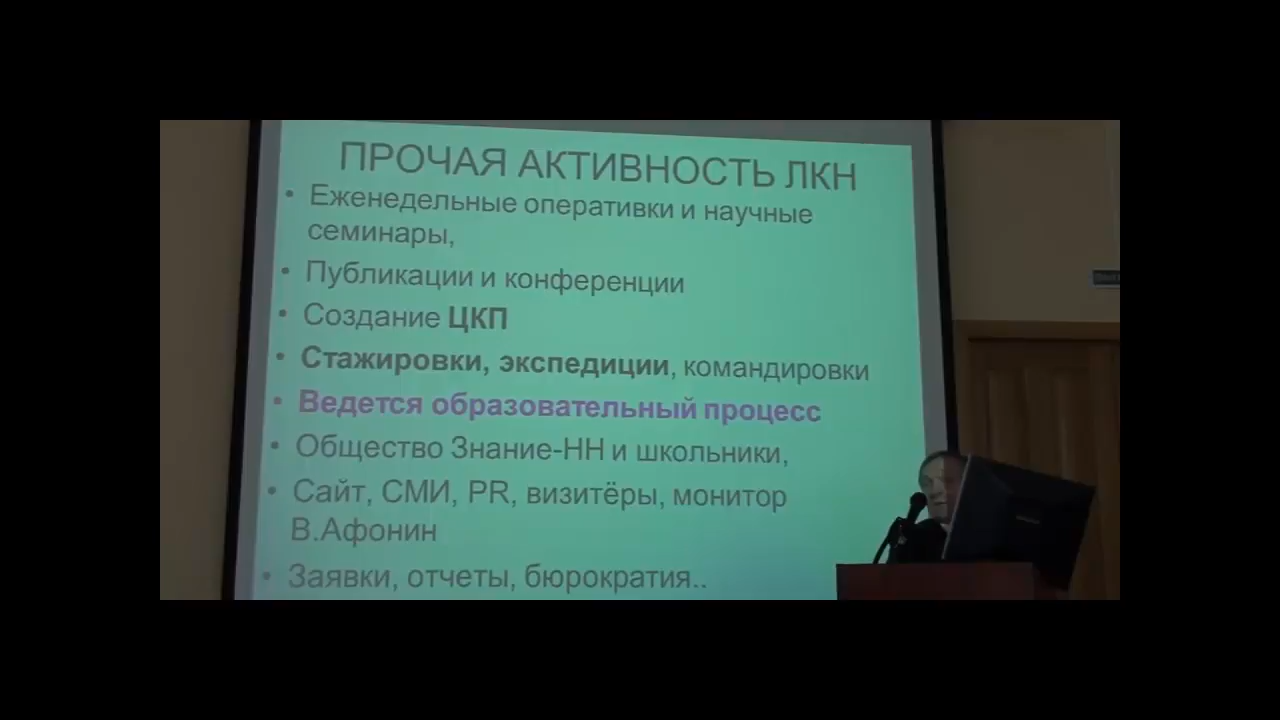 ПРОЧАЯ АКТИВНОСТЬ ЛКН
• Еженедельные оперативки и научные
семинары,
• Публикации и конференции
• Создание ЦКП
• Стажировки, экспедиции, командировки
• Ведется образовательный процесс
• Общество Знание-НН и школьники,
• Сайт, СМИ, PR, визитёры, монитор
В.Афонин
• Заявки, отчеты, бюрократия..